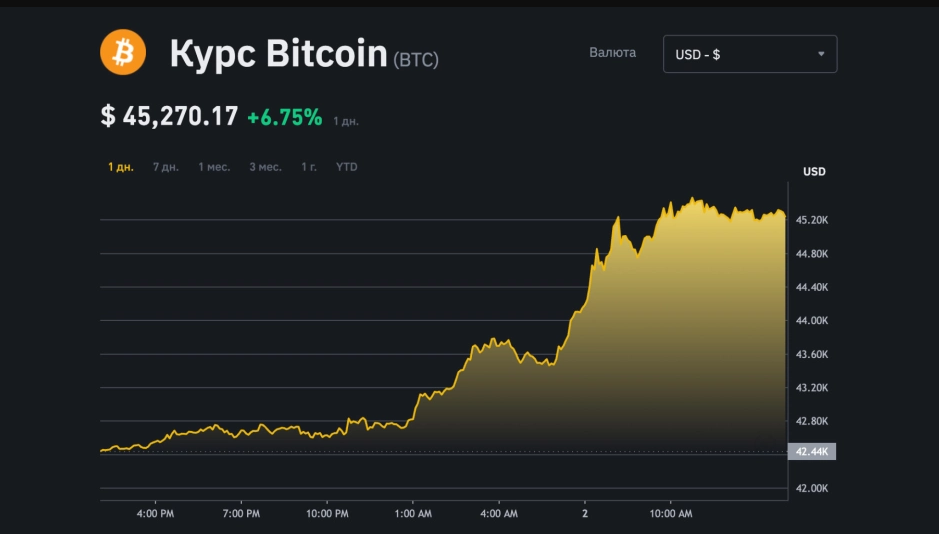 Курс Bitcoin (BTC)
Валюта
USD - $
$ 45,270.17 +6.75% 1 дн.
1 дн. 7 дн. 1 мес. 3 мес. 1 г. YTD
USD
45.20K
44.80K
44.40K
44.00K
43.60K
43.20K
42.80K
42.44K
42.00K
4:00 PM 7:00 PM 10:00 PM 1:00 AM 4:00 AM 2 10:00 AM